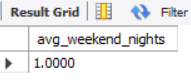 Result Grid Filter
avg_weekend_nights
1.0000